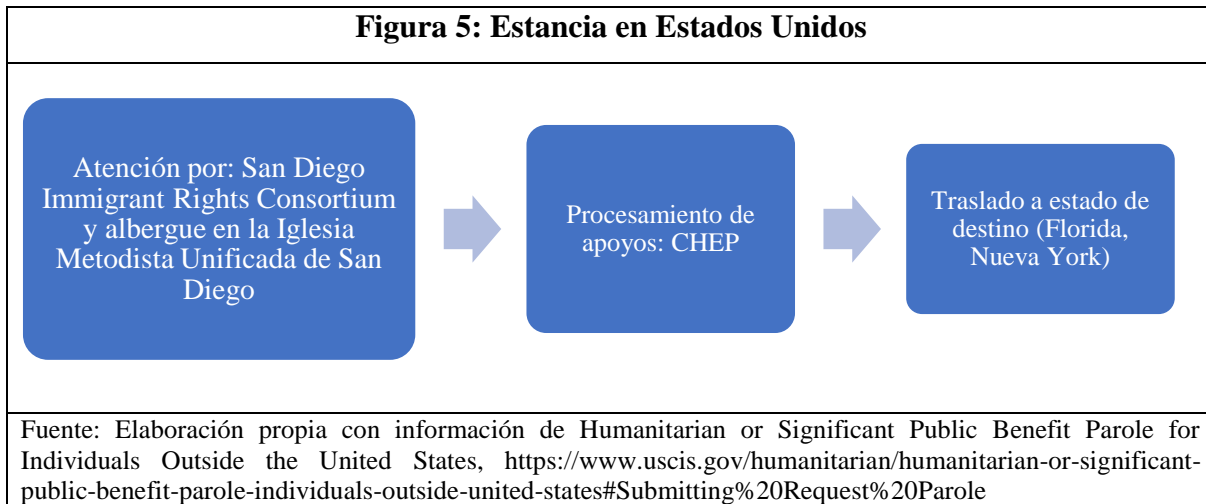 Figura 5: Estancia en Estados Unidos
Atención por: San Diego
Immigrant Rights Consortium
y albergue en la Iglesia
Metodista Unificada de San
Diego
Procesamiento de
apoyos: CHEP
Traslado a estado de
destino (Florida,
Nueva York)
Fuente: Elaboración propia con información de Humanitarian or Significant Public Benefit Parole for
Individuals Outside the United States, https://www.uscis.gov/humanitarian/humanitarian-or-significant-
public-benefit-parole-individuals-outside-united-states#Submitting%20Request%20Parole